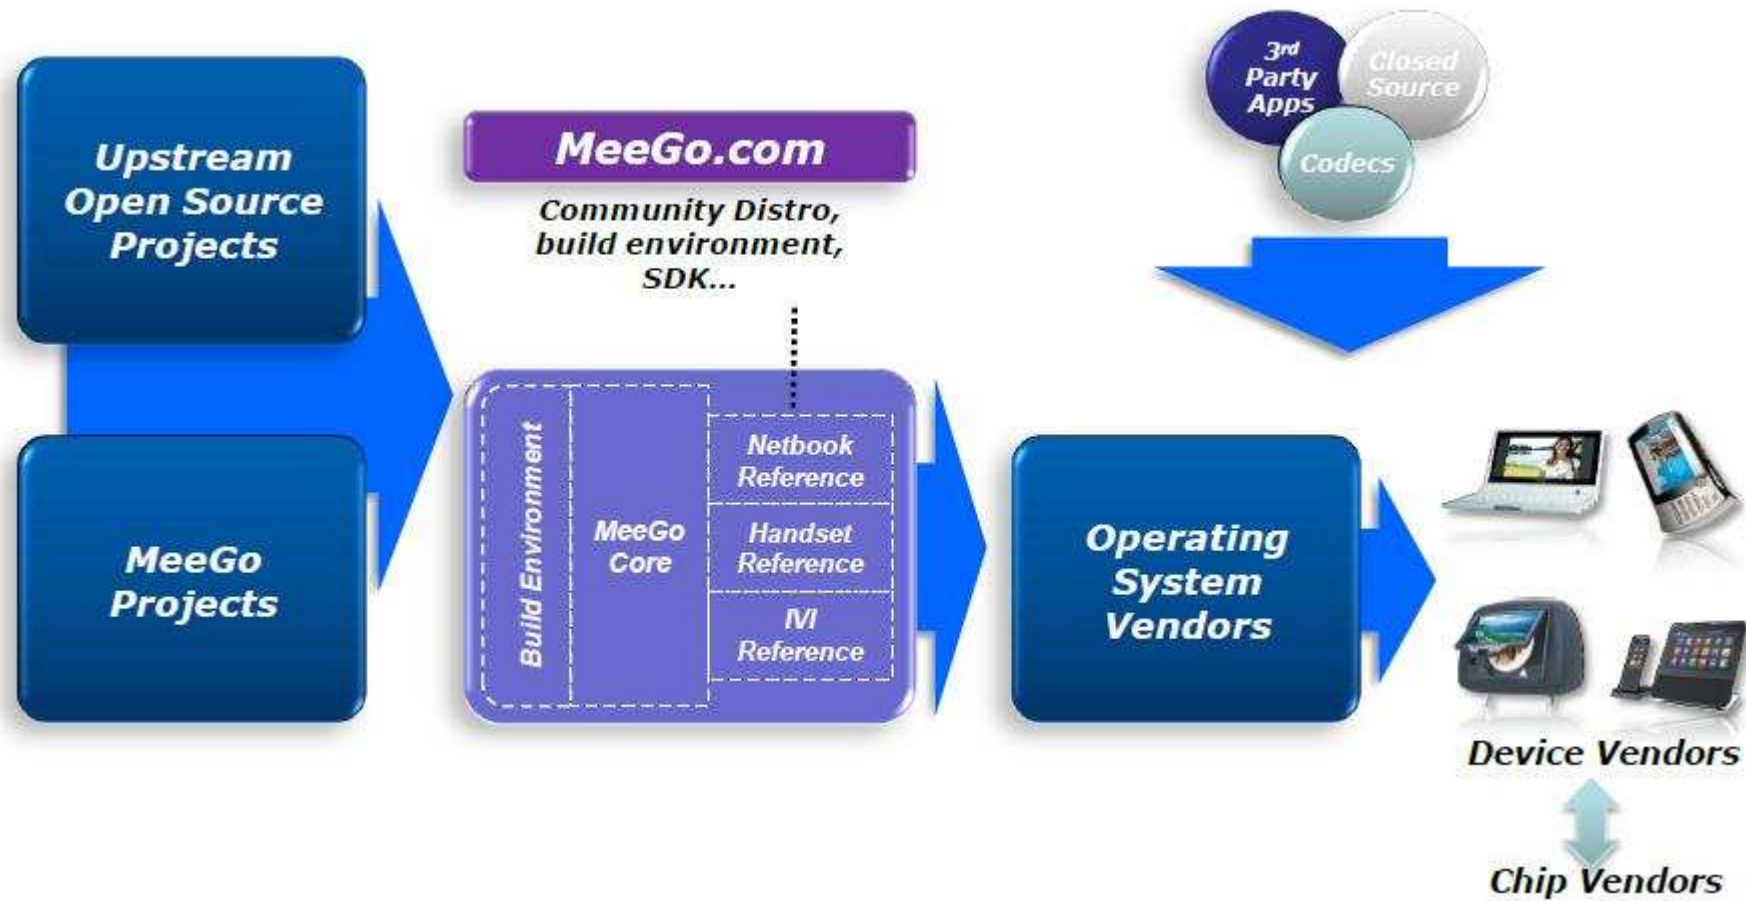 Upstream
Open Source
Projects
MeeGo
Projects
MeeGo.com
Community Distro,
build environment,
SDK...
Build Environment
MeeGo
Core
Netbook
Reference
Handset
Reference
IVI
Reference
3rd
Party
Apps
Closed
Source
Codecs
Operating
System
Vendors
Device Vendors
Chip Vendors